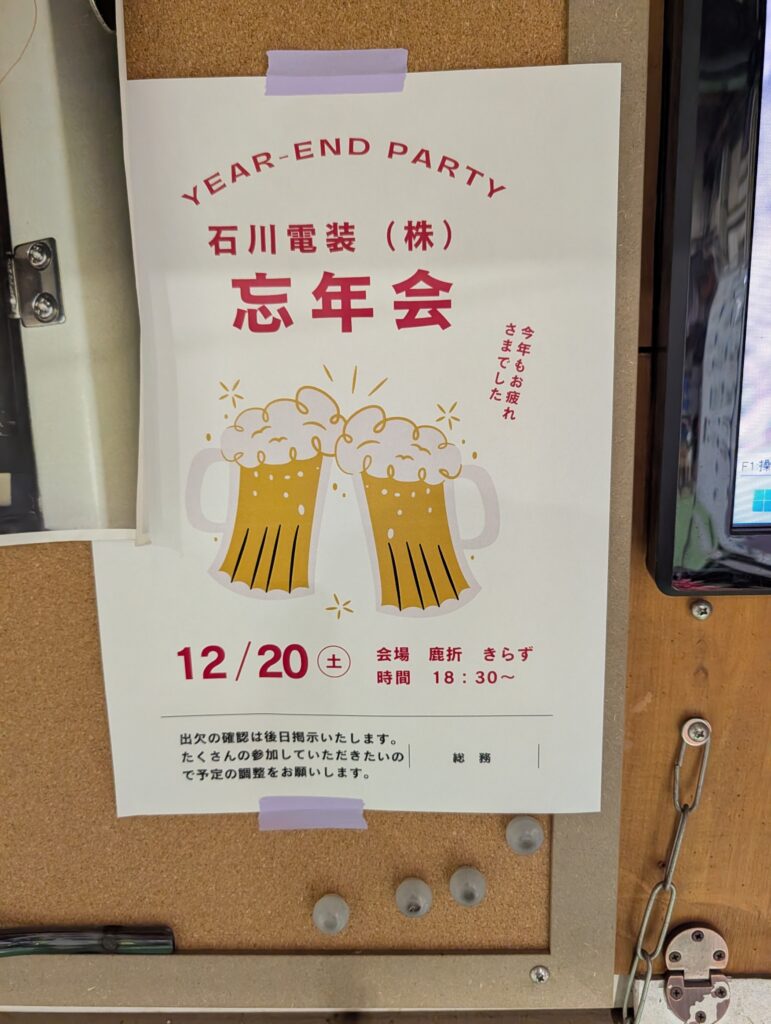 YEAR-END PARTY
石川電装（株）
忘年会
今年もお疲れ
さまでした
12/20 土
会場 鹿折 きらず
時間 18：30～
出欠の確認は後日掲示いたします。
たくさんの参加していただきたいの
で予定の調整をお願いします。
総務
F1:操